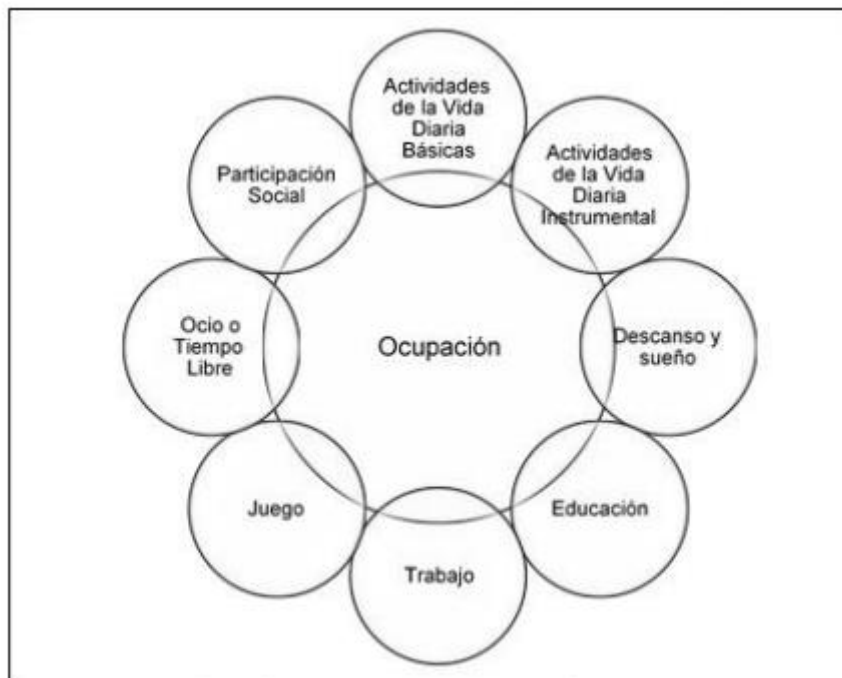 Actividades
de la Vida
Diaria
Básicas
Actividades
de la Vida
Diaria
Instrumental
Descanso y
sueño
Educación
Trabajo
Juego
Ocio o
Tiempo
Libre
Participación
Social
Ocupación